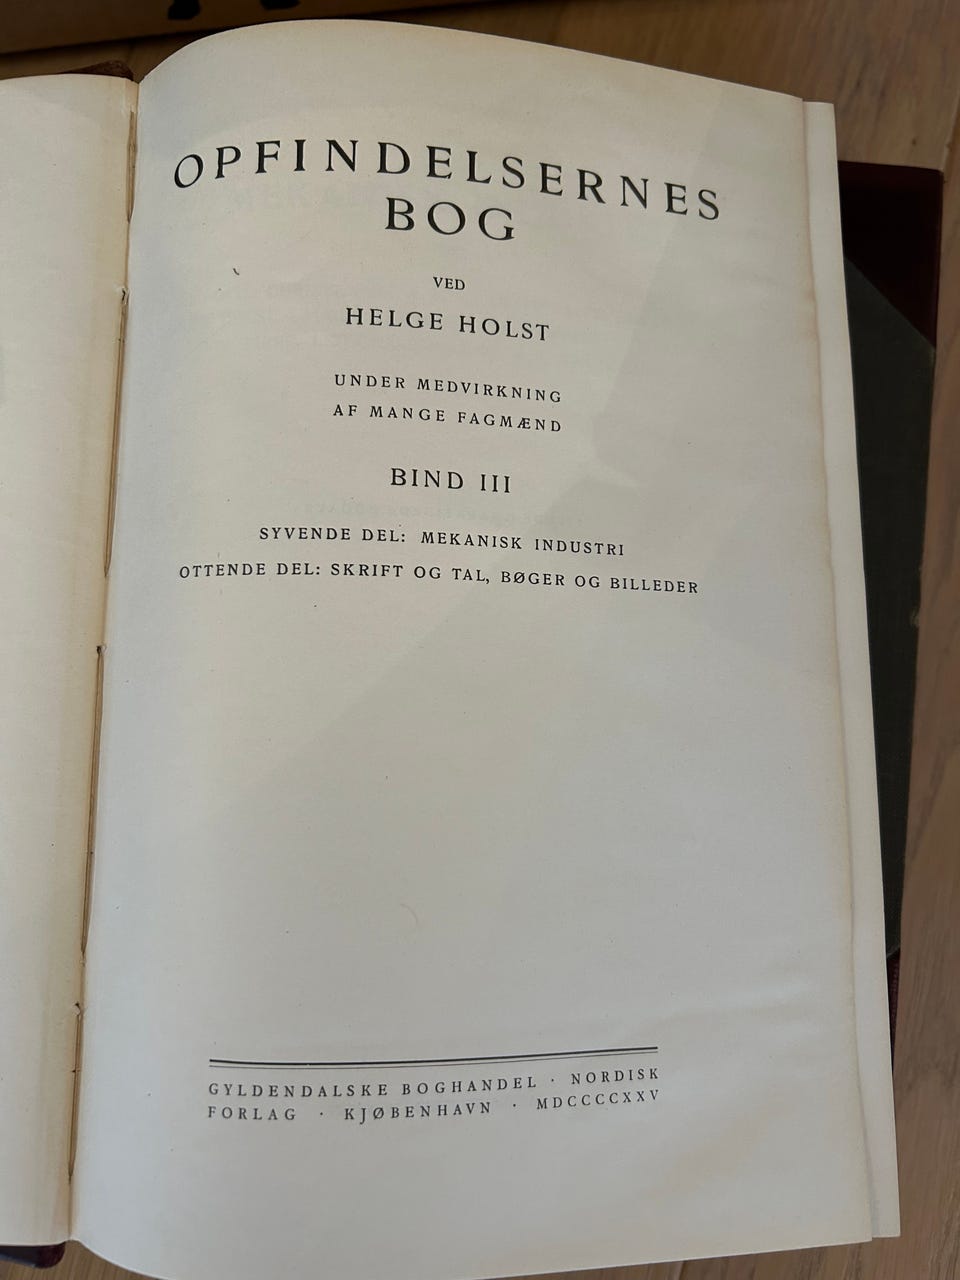 OPFINDELSERNES
BOG
VED
HELGE HOLST
UNDER MEDVIRKNING
AF MANGE FAGMÆND
BIND III
SYVENDE DEL: MEKANISK INDUSTRI
OTTENDE DEL: SKRIFT OG TAL, BØGER OG BILLEDER
GYLDENDALSKE BOGHANDEL · NORDISK
FORLAG · KJØBENHAVN · MDCCCCXXV